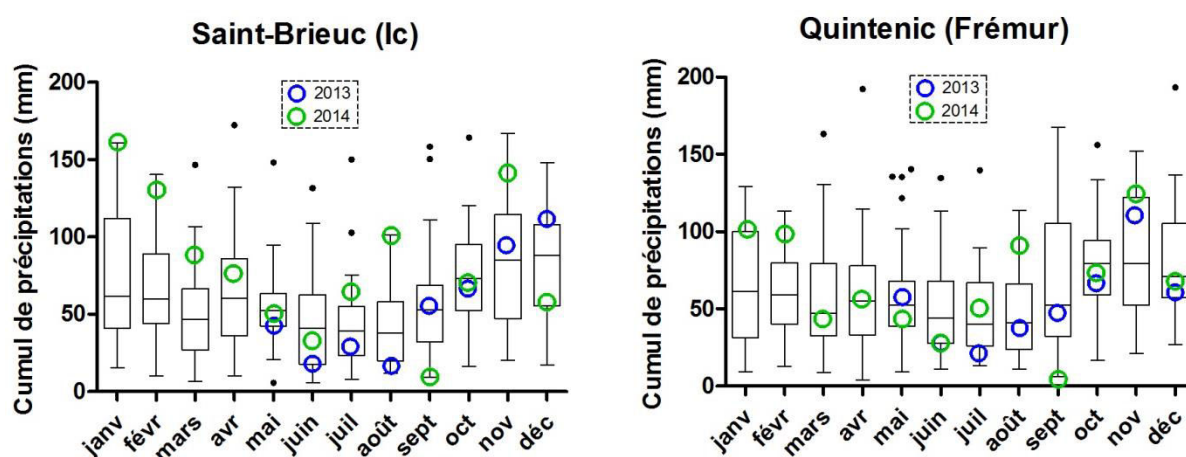 Saint-Brieuc (Ic)
Cumul de précipitations (mm)
200
150
100
50
0
2013
2014
janv
févr
mars
avr
mai
juin
juil
août
sept
oct
nov
déc
Quintenic (Frémur)
Cumul de précipitations (mm)
200
150
100
50
0
2013
2014
janv
févr
mars
avr
mai
juin
juil
août
sept
oct
nov
déc